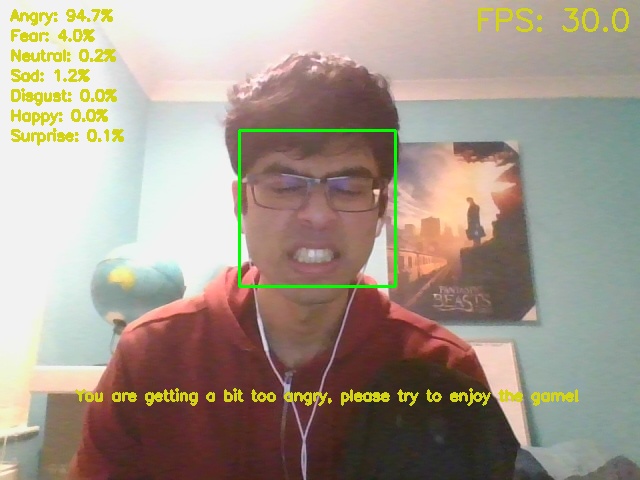 Angry: 94.7%
FPS: 30.0
Fear: 4.0%
Neutral: 0.2%
Sad: 1.2%
Disgust: 0.0%
Happy: 0.0%
Surprise: 0.1%
FANTASTIC
BEASTS
You are getting a bit too angry, please try to enjoy the game!